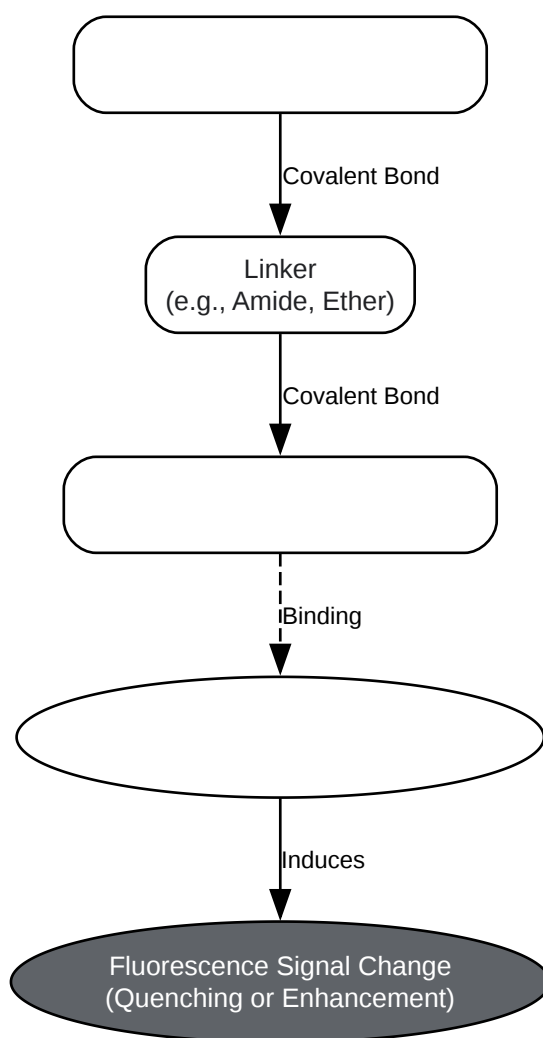 Covalent Bond
Linker
(e.g., Amide, Ether)
Covalent Bond
Binding
Induces
Fluorescence Signal Change
(Quenching or Enhancement)